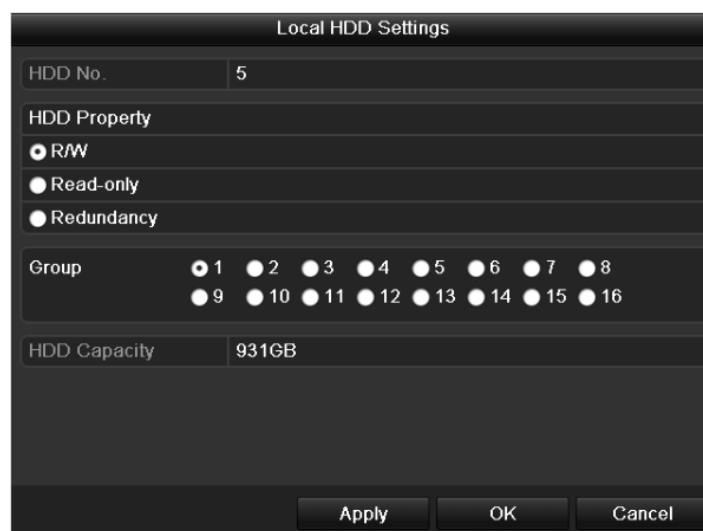 Local HDD Settings
HDD No. 5
HDD Property
R/W
Read-only
Redundancy
Group 1 2 3 4 5 6 7 8
9 10 11 12 13 14 15 16
HDD Capacity 931GB
Apply OK Cancel